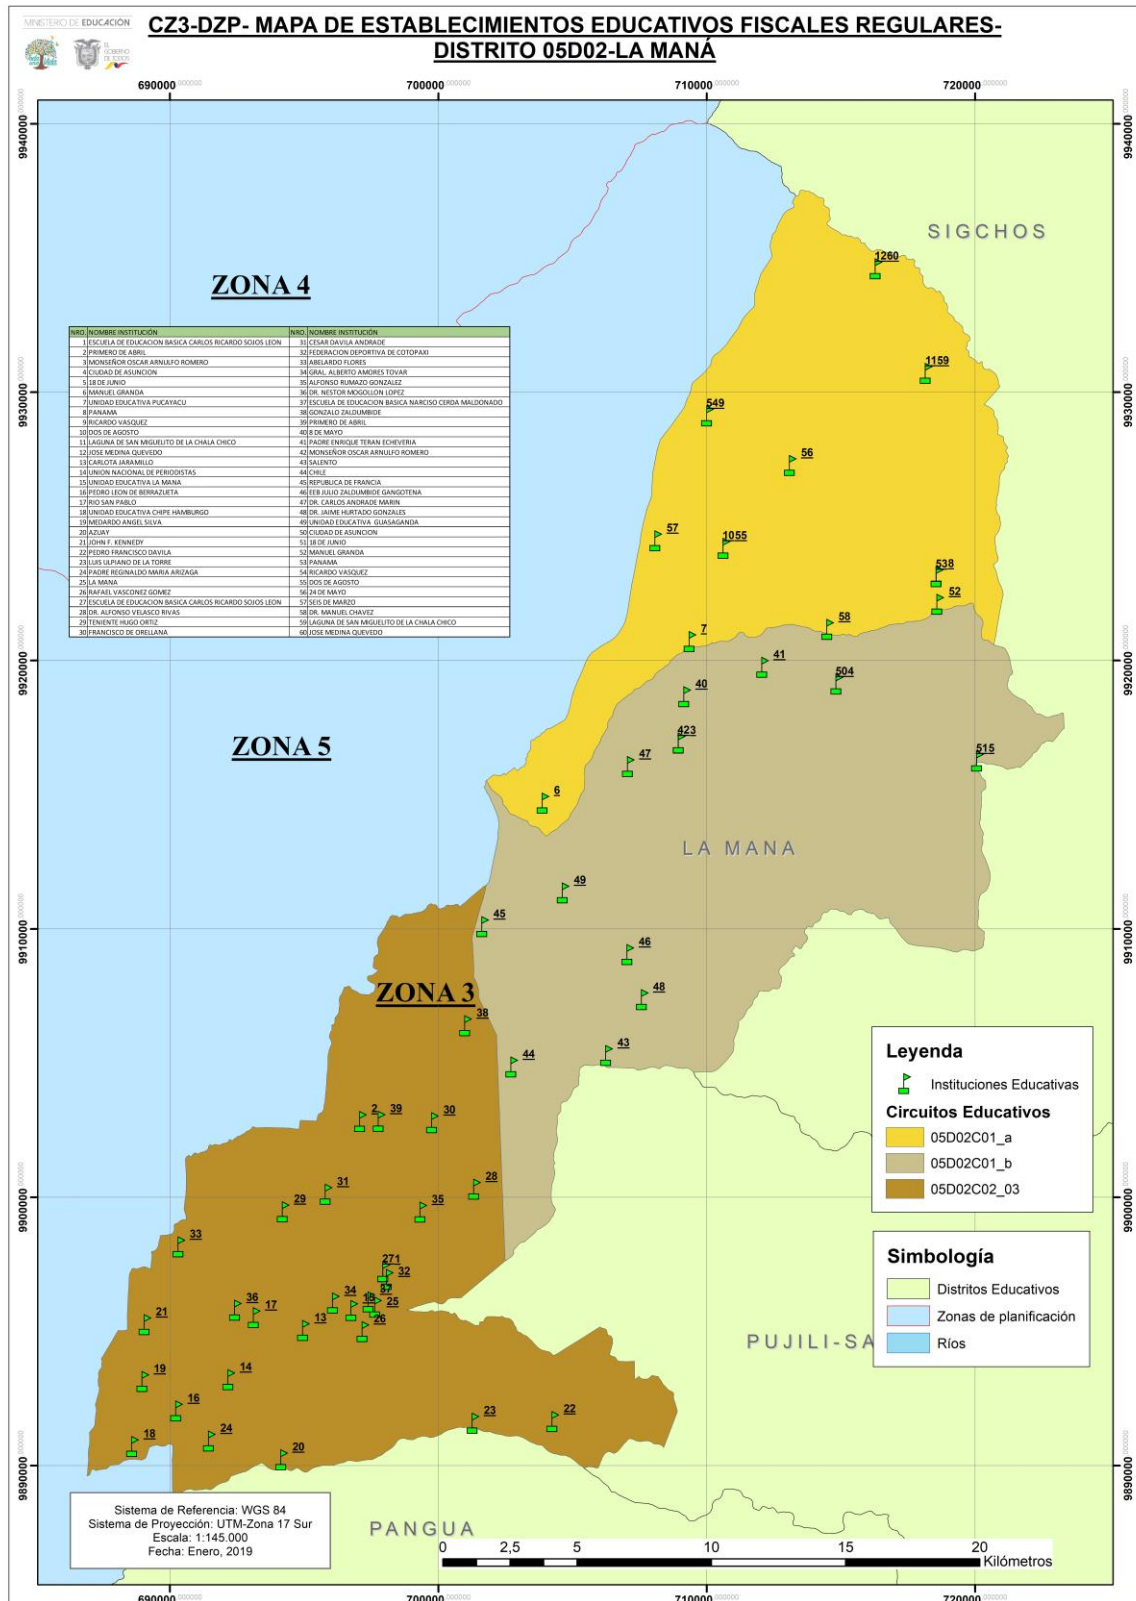 MINISTERIO DE EDUCACIÓN
EL GOBIERNO DE TODOS
CZ3-DZP- MAPA DE ESTABLECIMIENTOS EDUCATIVOS FISCALES REGULARES-
DISTRITO 05D02-LA MANÁ
690000 700000 710000 720000
9940000 9940000
SIGCHOS
1260
ZONA 4
NRO. NOMBRE INSTITUCIÓN NRO. NOMBRE INSTITUCIÓN
1 ESCUELA DE EDUCACION BASICA CARLOS RICARDO SOJOS LEON 31 CESAR DAVILA ANDRADE
2 PRIMERO DE ABRIL 32 FEDERACION DEPORTIVA DE COTOPAXI
3 MONSEÑOR OSCAR ARNULFO ROMERO 33 ABELARDO FLORES
4 CIUDAD DE ASUNCION 34 GRAL. ALBERTO AMORES TOVAR
5 18 DE JUNIO 35 ALFONSO RUMAZO GONZALEZ
6 MANUEL GRANDA 36 DR. NESTOR MOGOLLON LOPEZ
7 UNIDAD EDUCATIVA PUCAYACU 37 ESCUELA DE EDUCACION BASICA NARCISO CERDA MALDONADO
8 PANAMA 38 GONZALO ZALDUMBIDE
9 RICARDO VASQUEZ 39 PRIMERO DE ABRIL
10 DOS DE AGOSTO 40 8 DE MAYO
11 LAGUNA DE SAN MIGUELITO DE LA CHALA CHICO 41 PADRE ENRIQUE TERAN ECHEVERIA
12 JOSE MEDINA QUEVEDO 42 MONSEÑOR OSCAR ARNULFO ROMERO
13 CARLOTA JARAMILLO 43 SALENTO
14 UNION NACIONAL DE PERIODISTAS 44 CHILE
15 UNIDAD EDUCATIVA LA MANA 45 REPUBLICA DE FRANCIA
16 PEDRO LEON DE BERRAZUETA 46 EEB JULIO ZALDUMBIDE GANGOTENA
17 RIO SAN PABLO 47 DR. CARLOS ANDRADE MARIN
18 UNIDAD EDUCATIVA CHIPE HAMBURGO 48 DR. JAIME HURTADO GONZALES
19 MEDARDO ANGEL SILVA 49 UNIDAD EDUCATIVA GUASAGANDA
20 AZUAY 50 CIUDAD DE ASUNCION
21 JOHN F. KENNEDY 51 18 DE JUNIO
22 PEDRO FRANCISCO DAVILA 52 MANUEL GRANDA
23 LUIS ULPIANO DE LA TORRE 53 PANAMA
24 PADRE REGINALDO MARIA ARIZAGA 54 RICARDO VASQUEZ
25 LA MANA 55 DOS DE AGOSTO
26 RAFAEL VASCONEZ GOMEZ 56 24 DE MAYO
27 ESCUELA DE EDUCACION BASICA CARLOS RICARDO SOJOS LEON 57 SEIS DE MARZO
28 DR. ALFONSO VELASCO RIVAS 58 DR. MANUEL CHAVEZ
29 TENIENTE HUGO ORTIZ 59 LAGUNA DE SAN MIGUELITO DE LA CHALA CHICO
30 FRANCISCO DE ORELLANA 60 JOSE MEDINA QUEVEDO
1159
9930000 9930000
549
56
57
1055
538
52
58
7
9920000 9920000
41
504
40
423
515
47
ZONA 5
6
LA MANA
49
45
9910000 9910000
46
ZONA 3
48
38
43
44
2 39 30
28
31
29 35
9900000 9900000
33
271
32
37
34
36
25
17
21
13
26
19
14
16
23 22
24
18
20
9890000 9890000
PUJILI-SA
PANGUA
Leyenda
Instituciones Educativas
Circuitos Educativos
05D02C01_a
05D02C01_b
05D02C02_03
Simbología
Distritos Educativos
Zonas de planificación
Ríos
Sistema de Referencia: WGS 84
Sistema de Proyección: UTM-Zona 17 Sur
Escala: 1:145.000
Fecha: Enero, 2019
0 2,5 5 10 15 20
Kilómetros
690000 700000 710000 720000